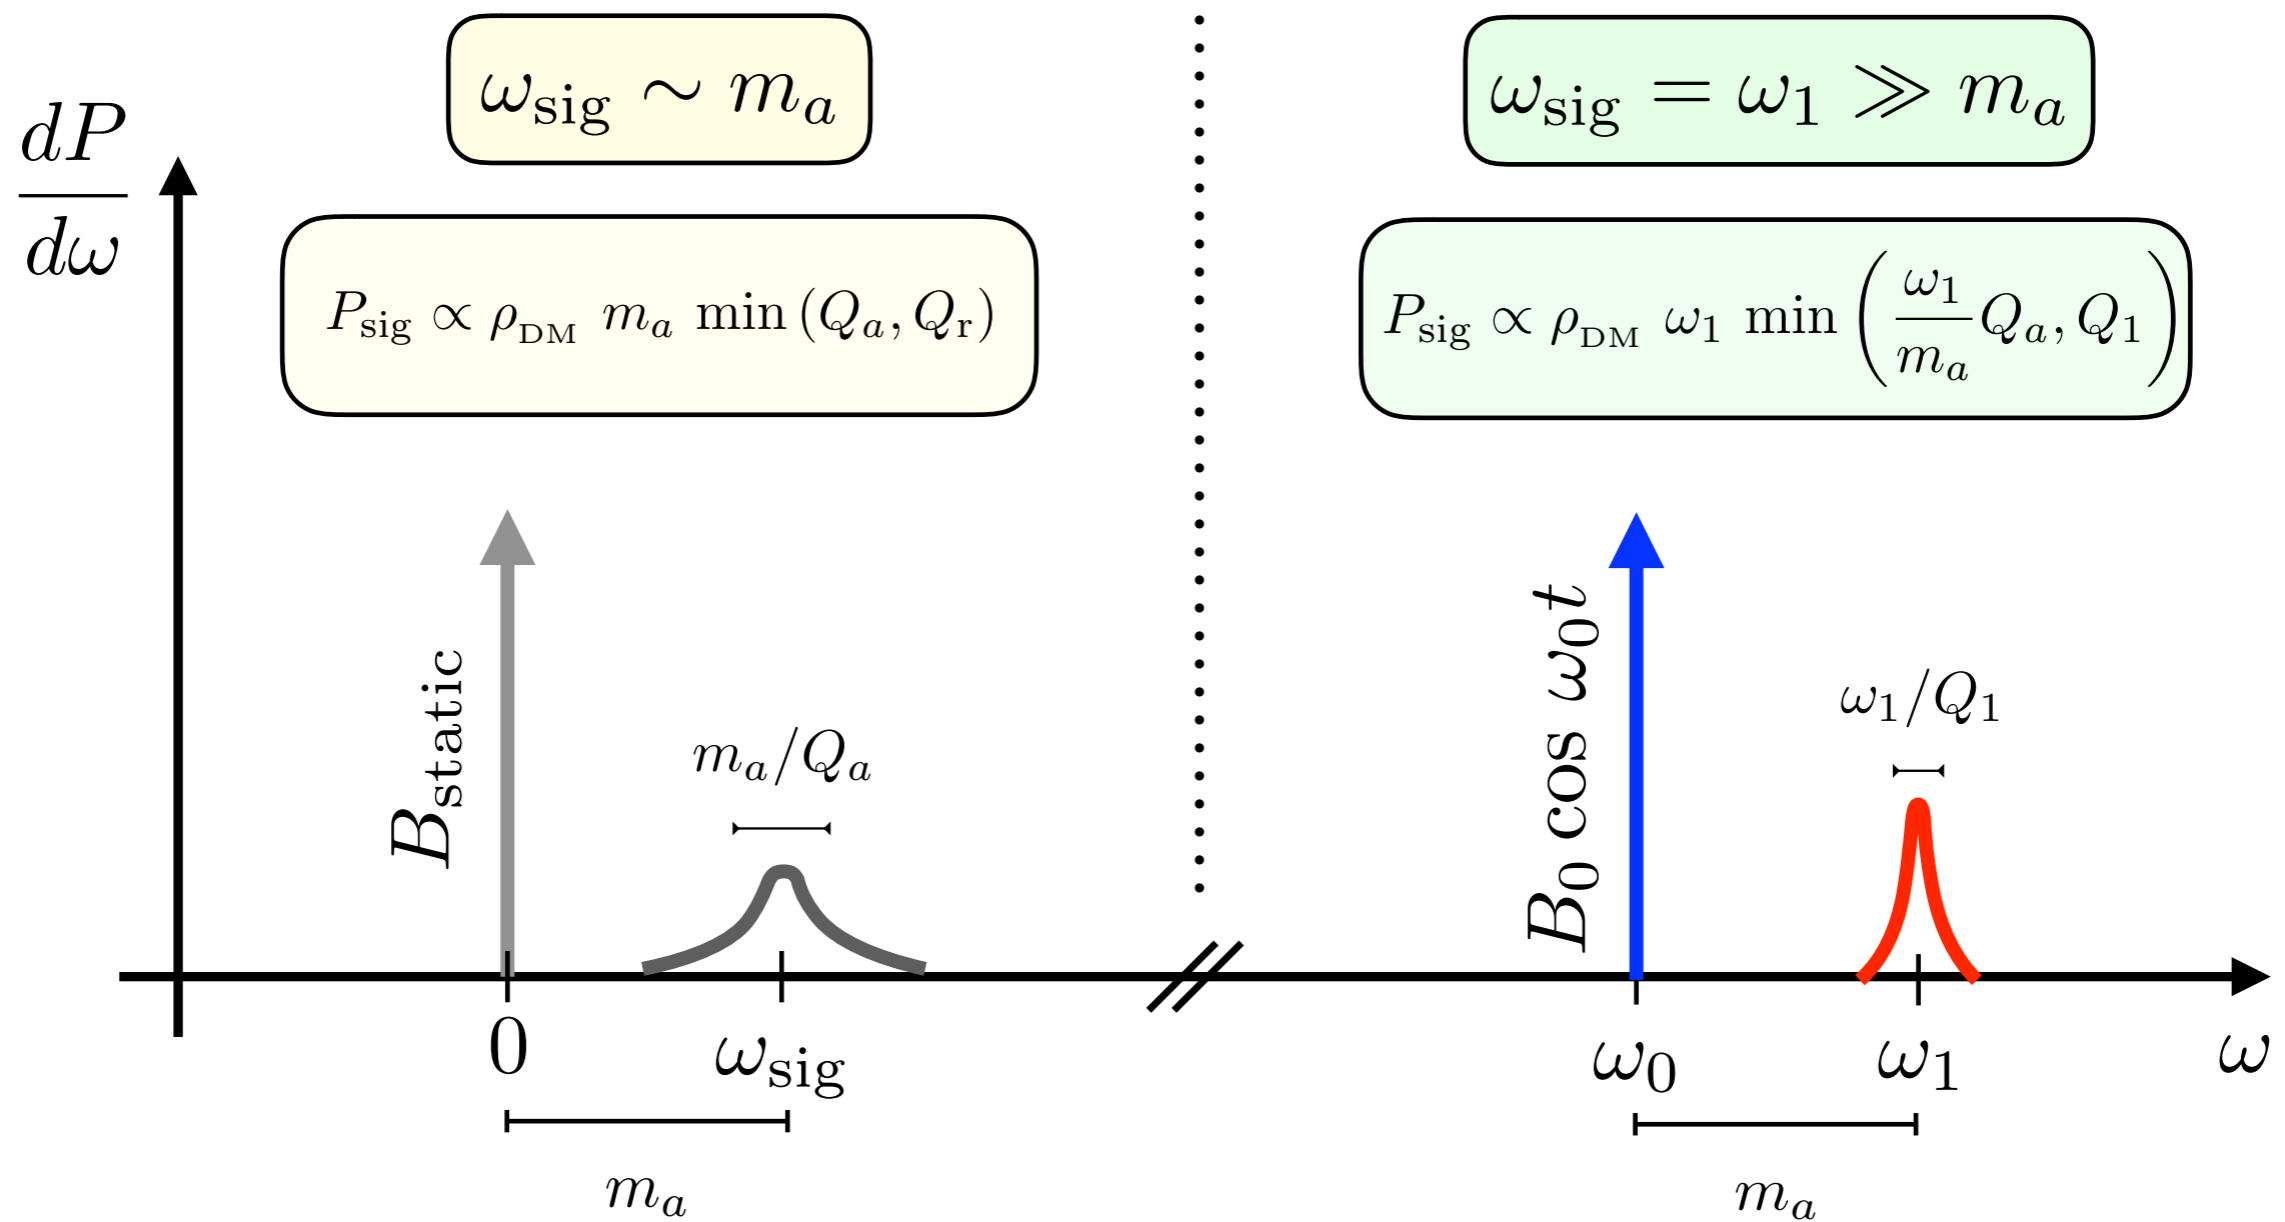 dP/dω
ω_sig ∼ m_a
P_sig ∝ ρ_DM m_a min (Q_a, Q_r)
B_static
m_a/Q_a
0
ω_sig
m_a
ω_sig = ω_1 ≫ m_a
P_sig ∝ ρ_DM ω_1 min (ω_1/m_a Q_a, Q_1)
B_0 cos ω_0t
ω_1/Q_1
ω_0
ω_1
ω
m_a